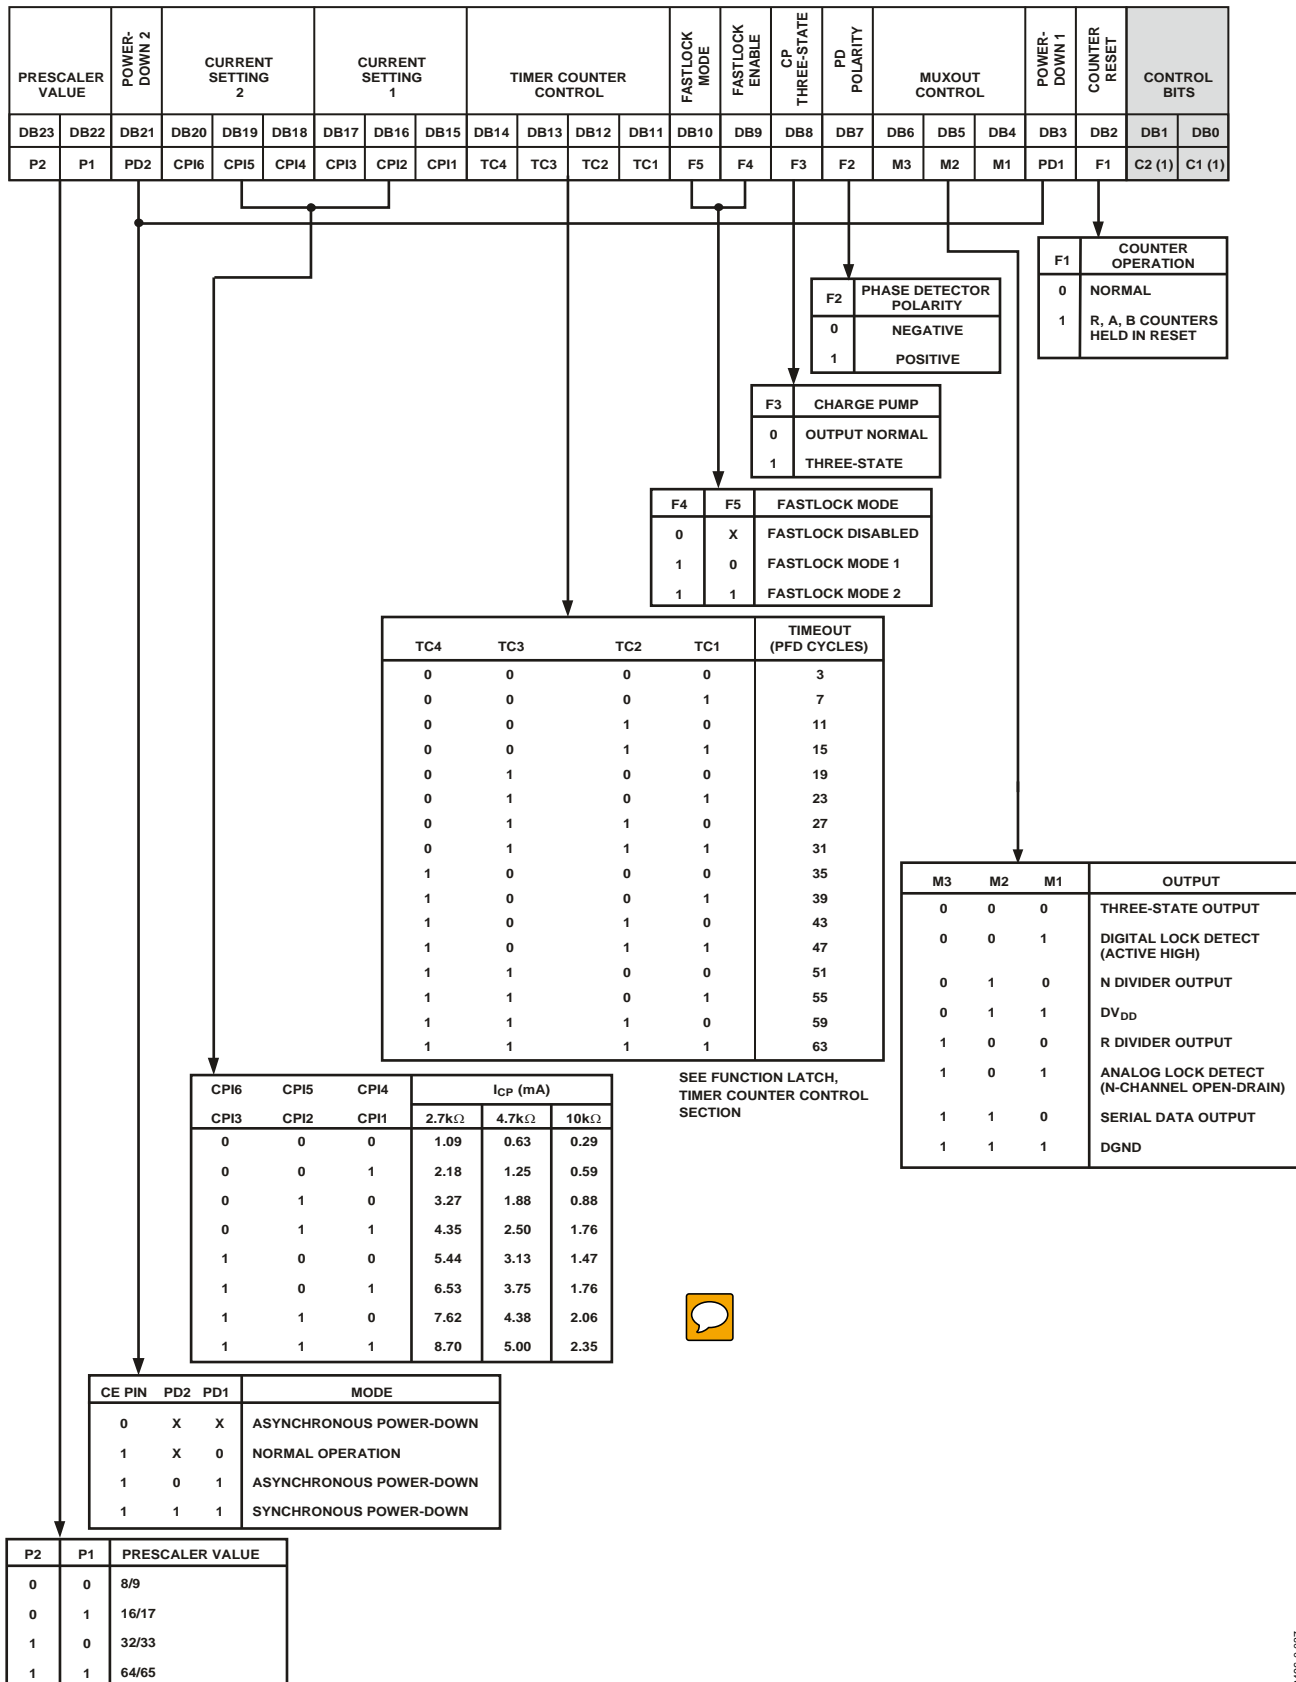 PRESCALER VALUE POWER-DOWN 2 CURRENT SETTING 2 CURRENT SETTING 1 TIMER COUNTER CONTROL FASTLOCK MODE FASTLOCK ENABLE CP THREE-STATE PD POLARITY MUXOUT CONTROL POWER-DOWN 1 COUNTER RESET CONTROL BITS
DB23 DB22 DB21 DB20 DB19 DB18 DB17 DB16 DB15 DB14 DB13 DB12 DB11 DB10 DB9 DB8 DB7 DB6 DB5 DB4 DB3 DB2 DB1 DB0
P2 P1 PD2 CPI6 CPI5 CPI4 CPI3 CPI2 CPI1 TC4 TC3 TC2 TC1 F5 F4 F3 F2 M3 M2 M1 PD1 F1 C2 (1) C1 (1)
F1 COUNTER OPERATION
0 NORMAL
1 R, A, B COUNTERS
HELD IN RESET
F2 PHASE DETECTOR POLARITY
0 NEGATIVE
1 POSITIVE
F3 CHARGE PUMP
0 OUTPUT NORMAL
1 THREE-STATE
F4 F5 FASTLOCK MODE
0 X FASTLOCK DISABLED
1 0 FASTLOCK MODE 1
1 1 FASTLOCK MODE 2
TC4 TC3 TC2 TC1 TIMEOUT (PFD CYCLES)
0 0 0 0 3
0 0 0 1 7
0 0 1 0 11
0 0 1 1 15
0 1 0 0 19
0 1 0 1 23
0 1 1 0 27
0 1 1 1 31
1 0 0 0 35
1 0 0 1 39
1 0 1 0 43
1 0 1 1 47
1 1 0 0 51
1 1 0 1 55
1 1 1 0 59
1 1 1 1 63
SEE FUNCTION LATCH,
TIMER COUNTER CONTROL
SECTION
M3 M2 M1 OUTPUT
0 0 0 THREE-STATE OUTPUT
0 0 1 DIGITAL LOCK DETECT
(ACTIVE HIGH)
0 1 0 N DIVIDER OUTPUT
0 1 1 DVDD
1 0 0 R DIVIDER OUTPUT
1 0 1 ANALOG LOCK DETECT
(N-CHANNEL OPEN-DRAIN)
1 1 0 SERIAL DATA OUTPUT
1 1 1 DGND
CPI6 CPI5 CPI4 ICP (mA)
CPI3 CPI2 CPI1 2.7kΩ 4.7kΩ 10kΩ
0 0 0 1.09 0.63 0.29
0 0 1 2.18 1.25 0.59
0 1 0 3.27 1.88 0.88
0 1 1 4.35 2.50 1.76
1 0 0 5.44 3.13 1.47
1 0 1 6.53 3.75 1.76
1 1 0 7.62 4.38 2.06
1 1 1 8.70 5.00 2.35
CE PIN PD2 PD1 MODE
0 X X ASYNCHRONOUS POWER-DOWN
1 X 0 NORMAL OPERATION
1 0 1 ASYNCHRONOUS POWER-DOWN
1 1 1 SYNCHRONOUS POWER-DOWN
P2 P1 PRESCALER VALUE
0 0 8/9
0 1 16/17
1 0 32/33
1 1 64/65